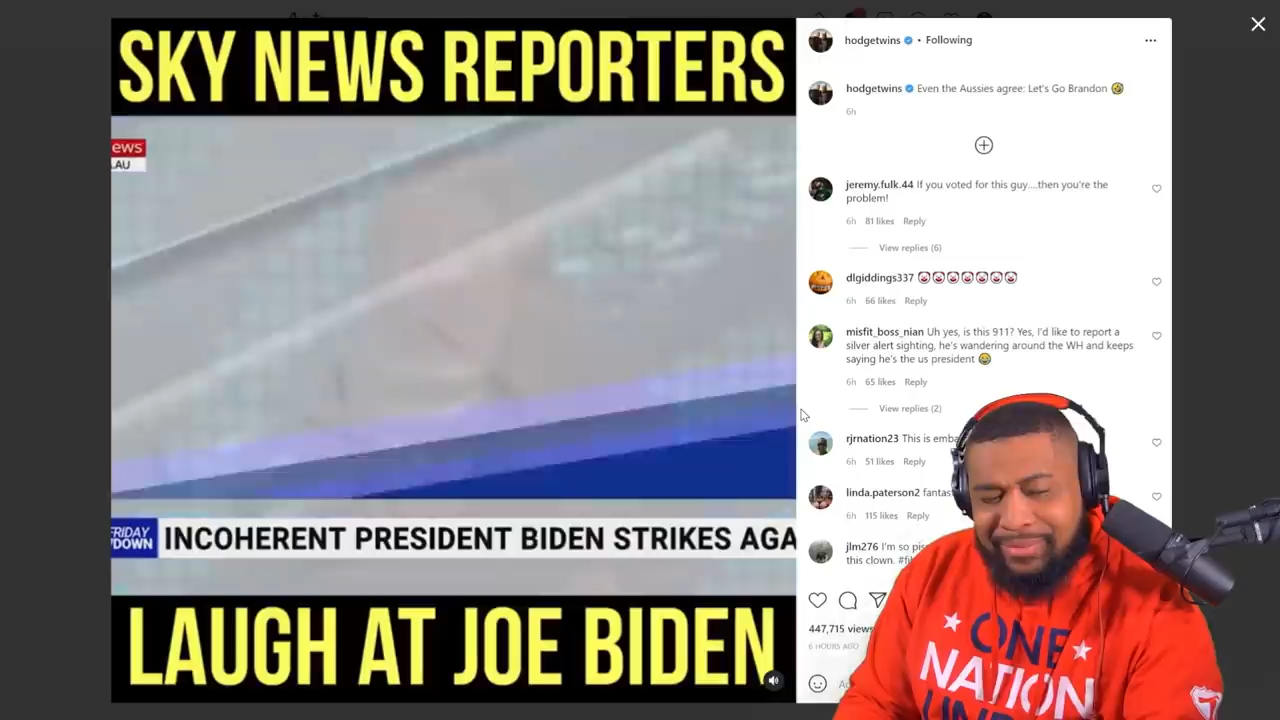 SKY NEWS REPORTERS
ews
.AU
FRIDAY
DOWN
INCOHERENT PRESIDENT BIDEN STRIKES AGA
LAUGH AT JOE BIDEN
hodgetwins • Following
hodgetwins Even the Aussies agree: Let's Go Brandon 🤣
6h
jeremy.fulk.44 If you voted for this guy....then you're the
problem!
6h 81 likes Reply
View replies (6)
dlgiddings337 🤡🤡🤡🤡🤡🤡🤡
6h 66 likes Reply
misfit_boss_nian Uh yes, is this 911? Yes, I'd like to report a
silver alert sighting, he's wandering around the WH and keeps
saying he's the us president 😂
6h 65 likes Reply
View replies (2)
rjrnation23 This is emba
6h 51 likes Reply
linda.paterson2 fantas
6h 115 likes Reply
jlm276 I'm so pis
this clown. #
447,715 views
6 HOURS AGO
ONE
NATION